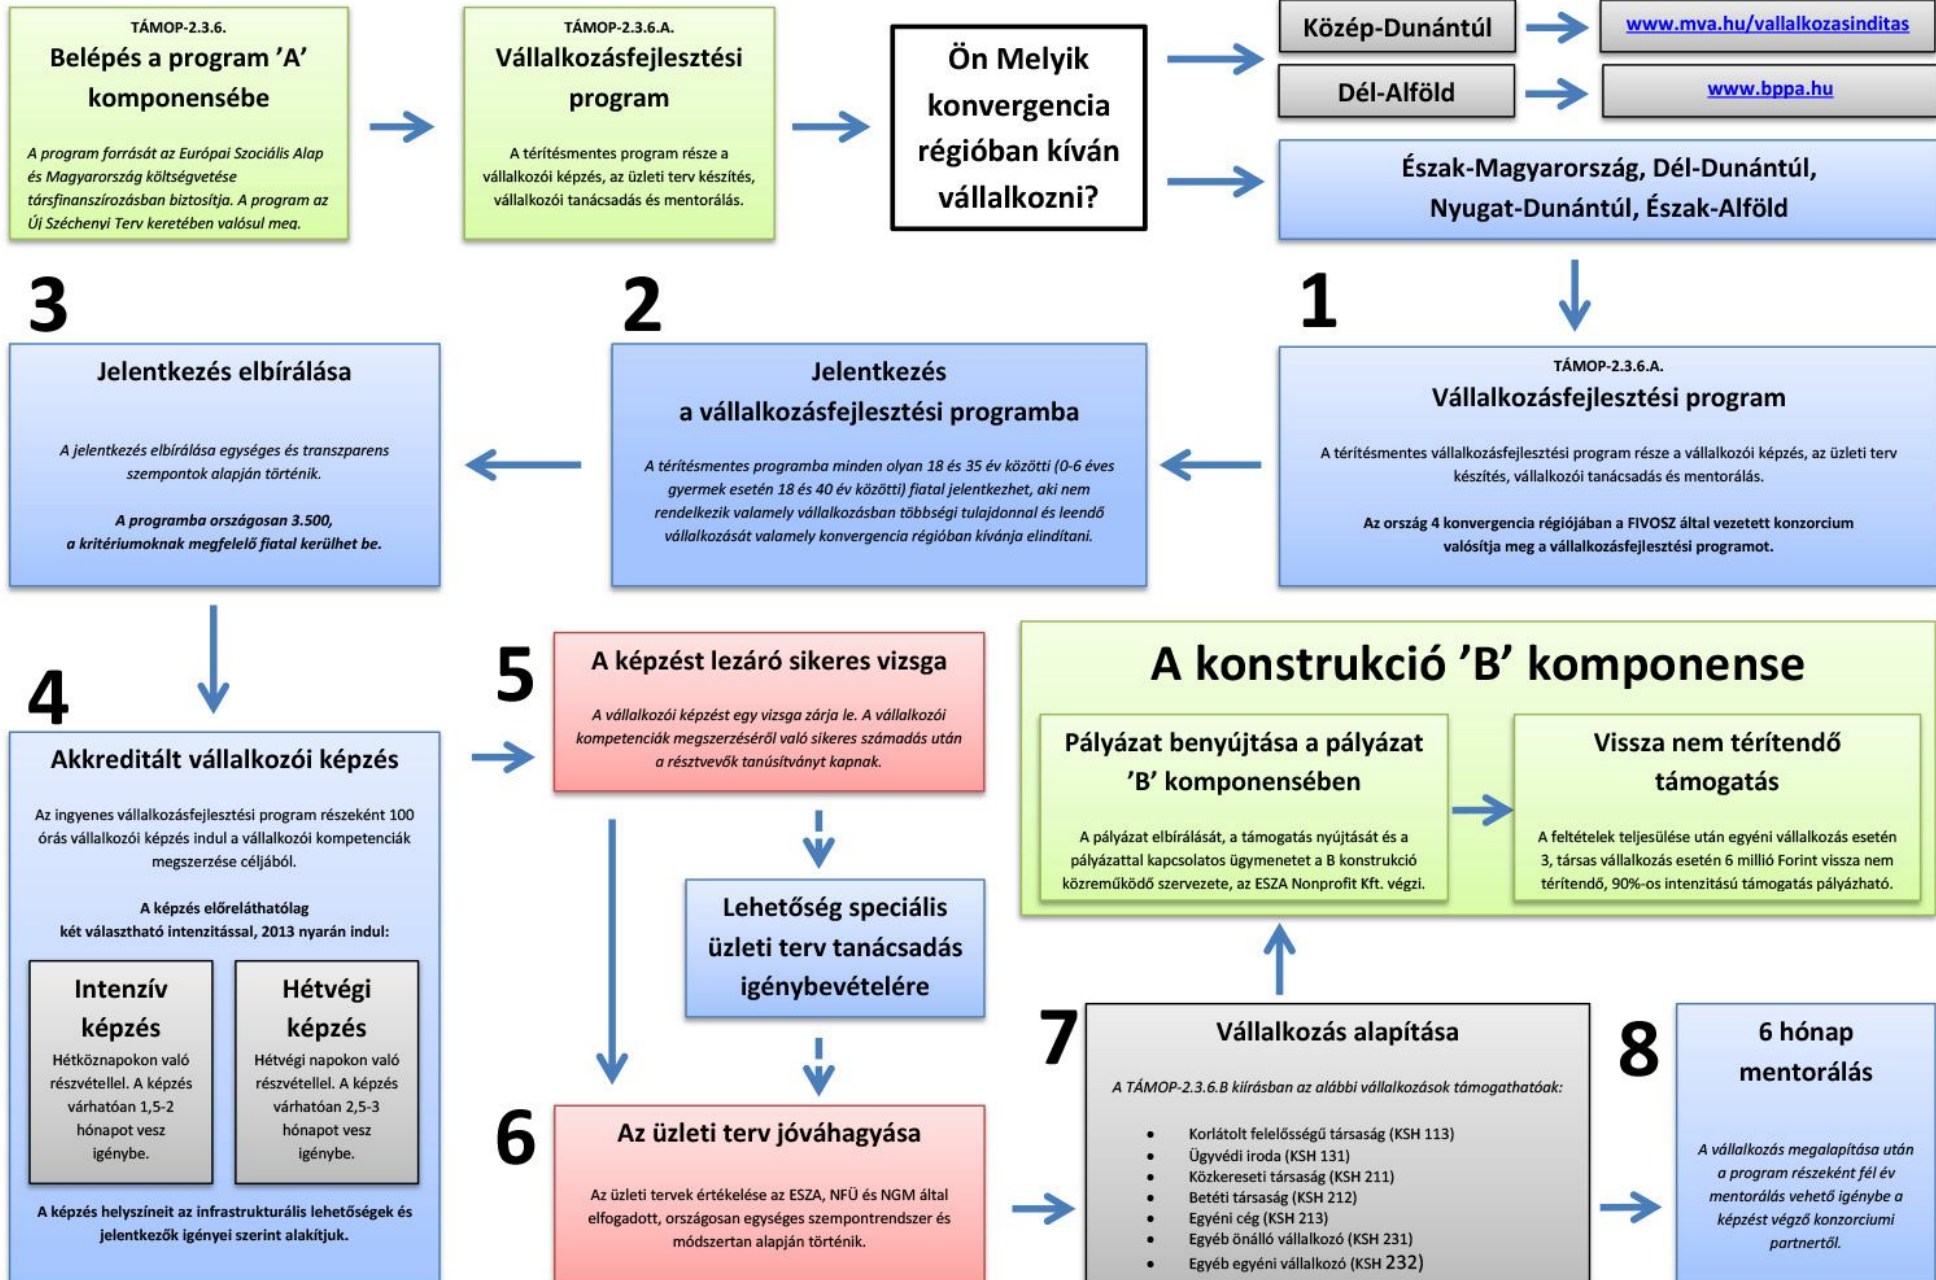 TÁMOP-2.3.6.
Belépés a program ’A’
komponensébe
A program forrását az Európai Szociális Alap
és Magyarország költségvetése
társfinanszírozásban biztosítja. A program az
Új Széchenyi Terv keretében valósul meg.
TÁMOP-2.3.6.A.
Vállalkozásfejlesztési
program
A térítésmentes program része a
vállalkozói képzés, az üzleti terv készítés,
vállalkozói tanácsadás és mentorálás.
Ön Melyik
konvergencia
régióban kíván
vállalkozni?
Közép-Dunántúl
www.mva.hu/vallalkozasinditas
Dél-Alföld
www.bppa.hu
Észak-Magyarország, Dél-Dunántúl,
Nyugat-Dunántúl, Észak-Alföld
1
TÁMOP-2.3.6.A.
Vállalkozásfejlesztési program
A térítésmentes vállalkozásfejlesztési program része a vállalkozói képzés, az üzleti terv
készítés, vállalkozói tanácsadás és mentorálás.
Az ország 4 konvergencia régiójában a FIVOSZ által vezetett konzorcium
valósítja meg a vállalkozásfejlesztési programot.
2
Jelentkezés
a vállalkozásfejlesztési programba
A térítésmentes programba minden olyan 18 és 35 év közötti (0-6 éves
gyermek esetén 18 és 40 év közötti) fiatal jelentkezhet, aki nem
rendelkezik valamely vállalkozásban többségi tulajdonnal és leendő
vállalkozását valamely konvergencia régióban kívánja elindítani.
3
Jelentkezés elbírálása
A jelentkezés elbírálása egységes és transzparens
szempontok alapján történik.
A programba országosan 3.500,
a kritériumoknak megfelelő fiatal kerülhet be.
4
Akkreditált vállalkozói képzés
Az ingyenes vállalkozásfejlesztési program részeként 100
órás vállalkozói képzés indul a vállalkozói kompetenciák
megszerzése céljából.
A képzés előreláthatólag
két választható intenzitással, 2013 nyarán indul:
Intenzív
képzés
Hétköznapokon való
részvétellel. A képzés
várhatóan 1,5-2
hónapot vesz
igénybe.
Hétvégi
képzés
Hétvégi napokon való
részvétellel. A képzés
várhatóan 2,5-3
hónapot vesz
igénybe.
A képzés helyszíneit az infrastrukturális lehetőségek és
jelentkezők igényei szerint alakítjuk.
5
A képzést lezáró sikeres vizsga
A vállalkozói képzést egy vizsga zárja le. A vállalkozói
kompetenciák megszerzéséről való sikeres számadás után
a résztvevők tanúsítványt kapnak.
Lehetőség speciális
üzleti terv tanácsadás
igénybevételére
6
Az üzleti terv jóváhagyása
Az üzleti tervek értékelése az ESZA, NFÜ és NGM által
elfogadott, országosan egységes szempontrendszer és
módszertan alapján történik.
7
Vállalkozás alapítása
A TÁMOP-2.3.6.B kiírásban az alábbi vállalkozások támogathatóak:
• Korlátolt felelősségű társaság (KSH 113)
• Ügyvédi iroda (KSH 131)
• Közkereseti társaság (KSH 211)
• Betéti társaság (KSH 212)
• Egyéni cég (KSH 213)
• Egyéb önálló vállalkozó (KSH 231)
• Egyéb egyéni vállalkozó (KSH 232)
A konstrukció ’B’ komponense
Pályázat benyújtása a pályázat
’B’ komponensében
A pályázat elbírálását, a támogatás nyújtását és a
pályázattal kapcsolatos ügymenetet a B konstrukció
közreműködő szervezete, az ESZA Nonprofit Kft. végzi.
Vissza nem térítendő
támogatás
A feltételek teljesülése után egyéni vállalkozás esetén
3, társas vállalkozás esetén 6 millió Forint vissza nem
térítendő, 90%-os intenzitású támogatás pályázható.
8
6 hónap
mentorálás
A vállalkozás megalapítása után
a program részeként fél év
mentorálás vehető igénybe a
képzést végző konzorciumi
partnertől.